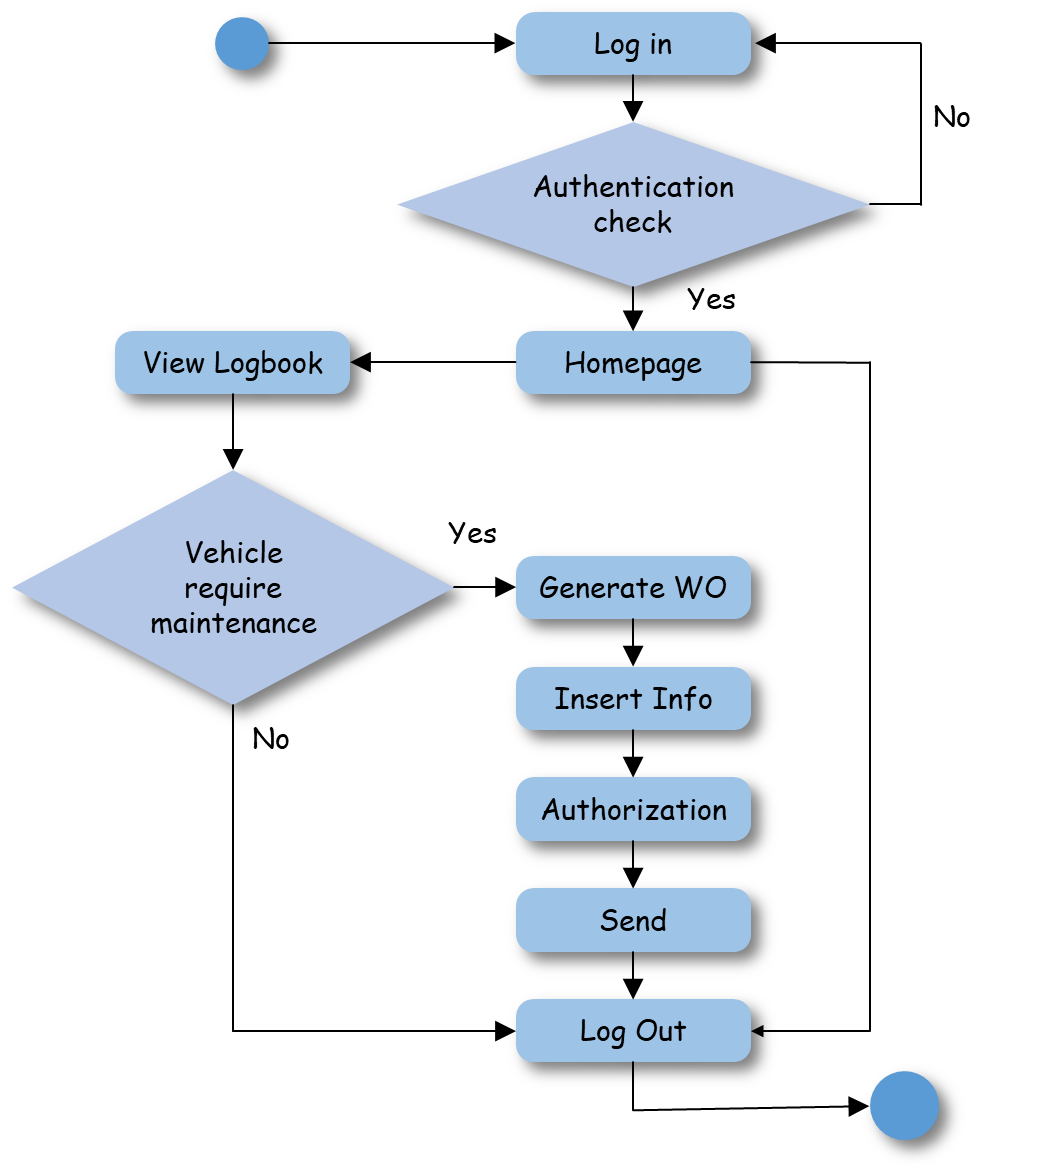 Log in
No
Authentication
check
Yes
View Logbook
Homepage
Vehicle
require
maintenance
Yes
Generate WO
Insert Info
No
Authorization
Send
Log Out